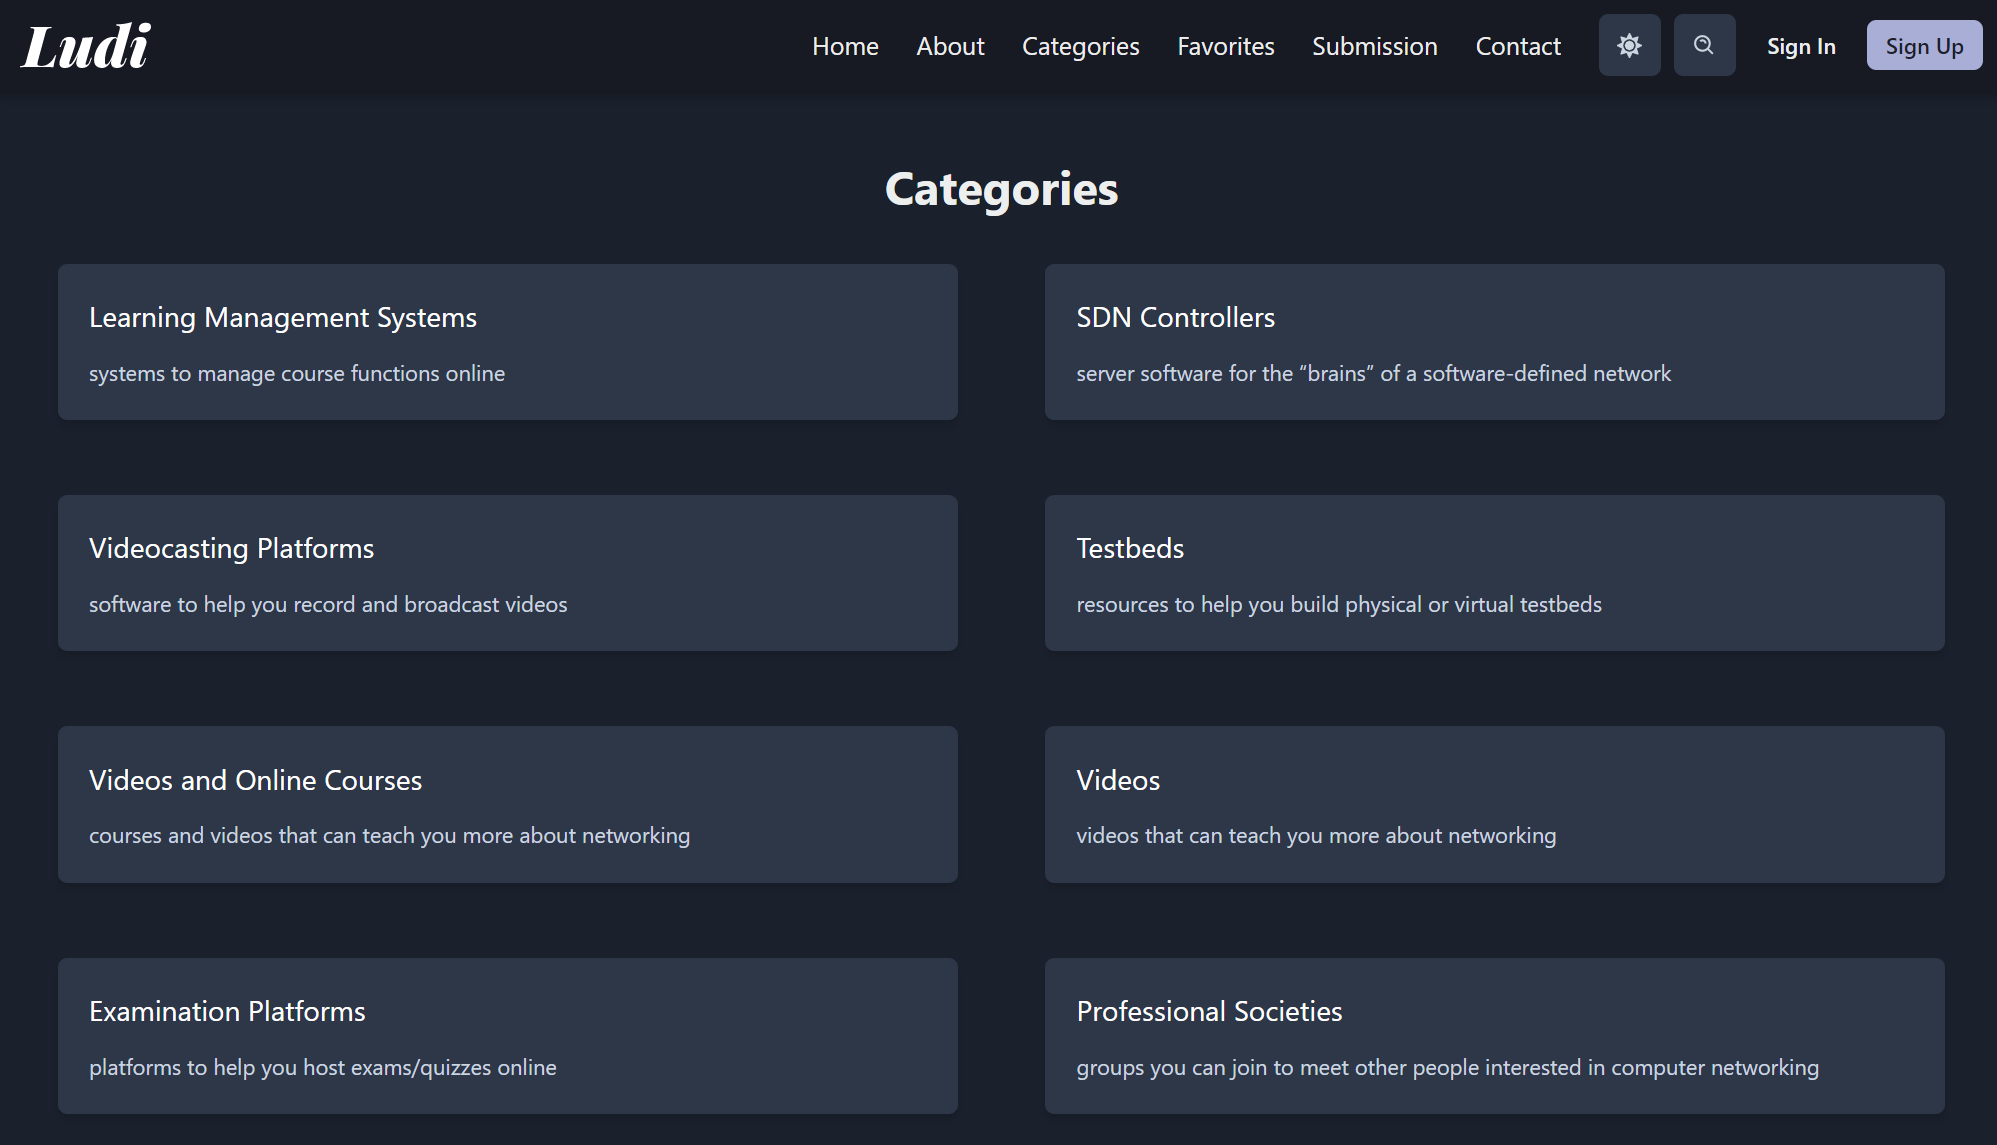 Ludi
Home About Categories Favorites Submission Contact Sign In Sign Up
Categories
Learning Management Systems
systems to manage course functions online
SDN Controllers
server software for the “brains” of a software-defined network
Videocasting Platforms
software to help you record and broadcast videos
Testbeds
resources to help you build physical or virtual testbeds
Videos and Online Courses
courses and videos that can teach you more about networking
Videos
videos that can teach you more about networking
Examination Platforms
platforms to help you host exams/quizzes online
Professional Societies
groups you can join to meet other people interested in computer networking